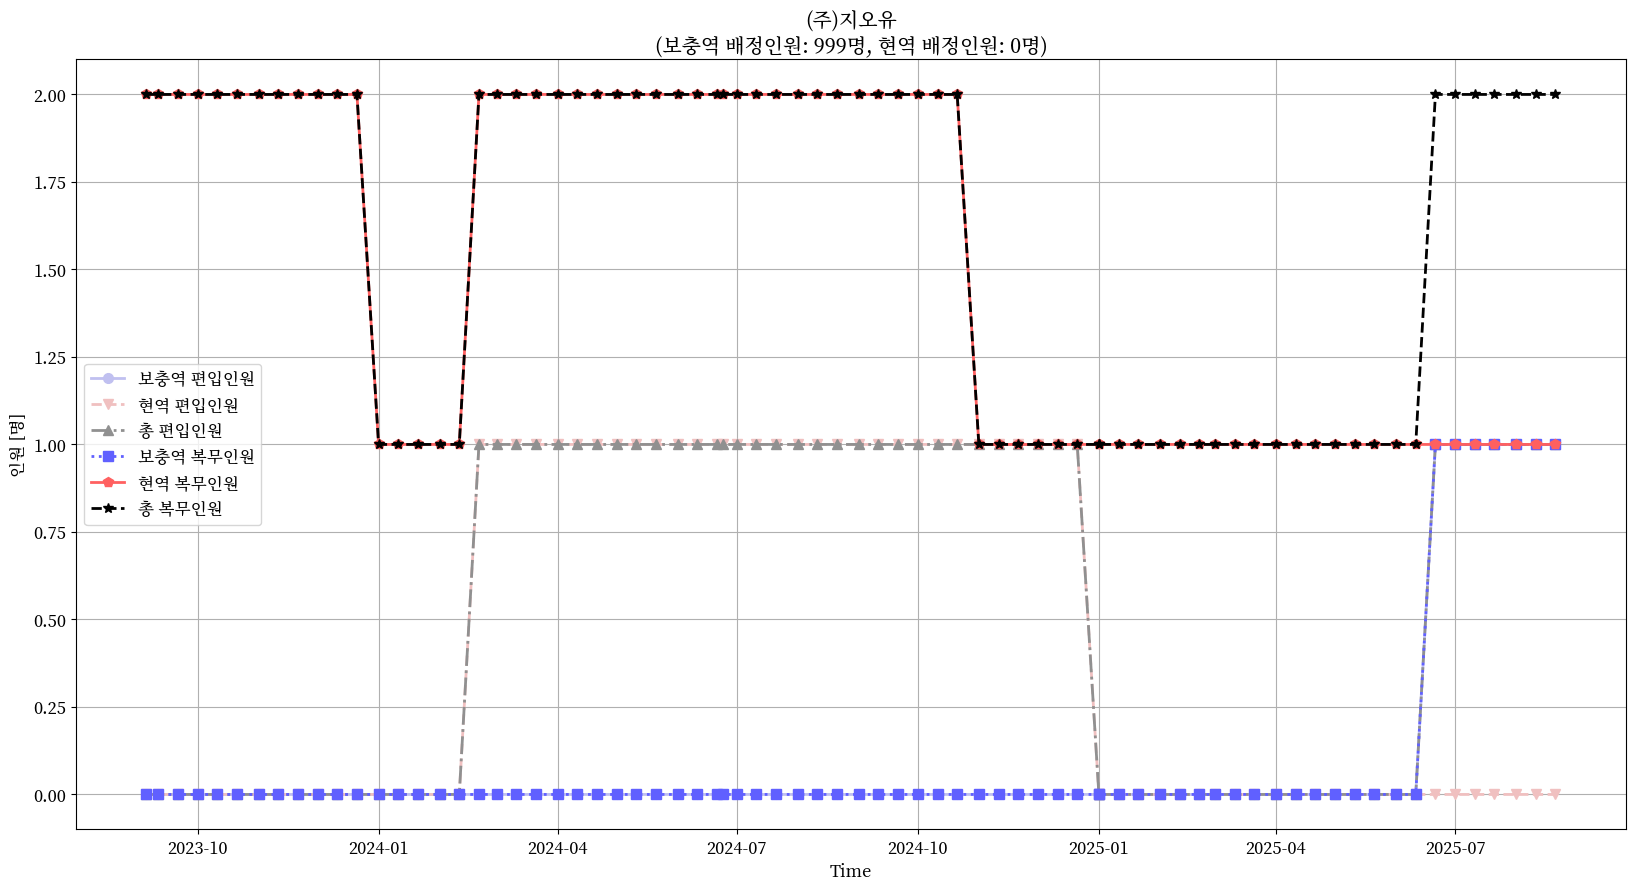 (주)지오유
(보충역 배정인원: 999명, 현역 배정인원: 0명)
인원 [명]
2.00
1.75
1.50
1.25
1.00
0.75
0.50
0.25
0.00
보충역 편입인원
현역 편입인원
총 편입인원
보충역 복무인원
현역 복무인원
총 복무인원
2023-10
2024-01
2024-04
2024-07
2024-10
2025-01
2025-04
2025-07
Time